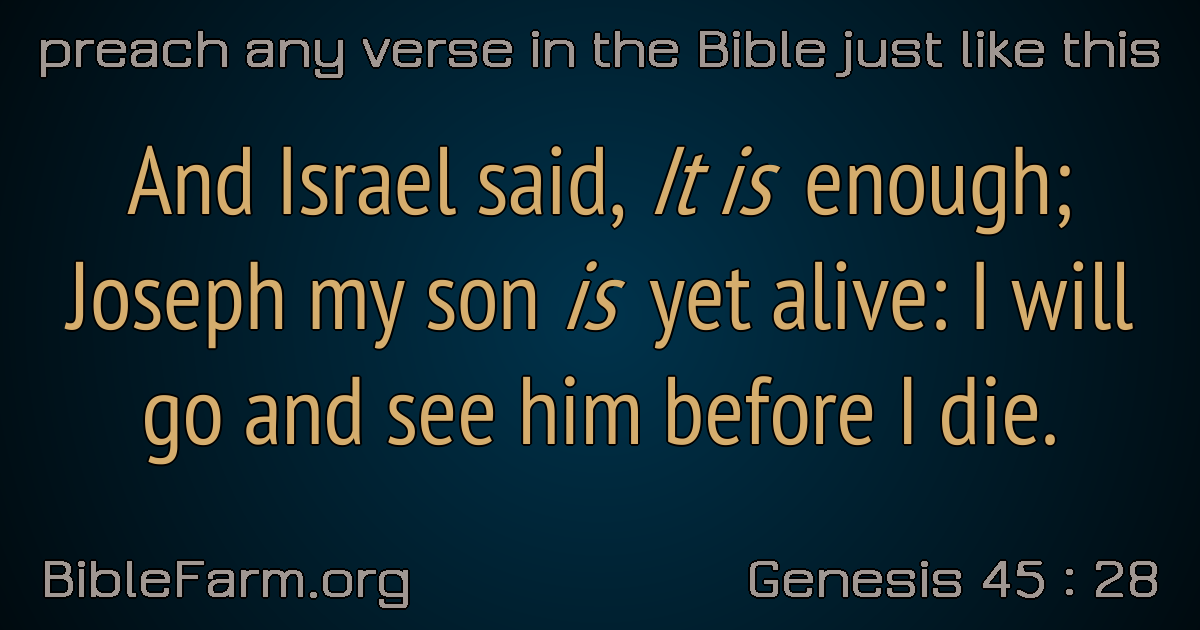 preach any verse in the Bible just like this
And Israel said, It is enough;
Joseph my son is yet alive: I will
go and see him before I die.
BibleFarm.org
Genesis 45 : 28